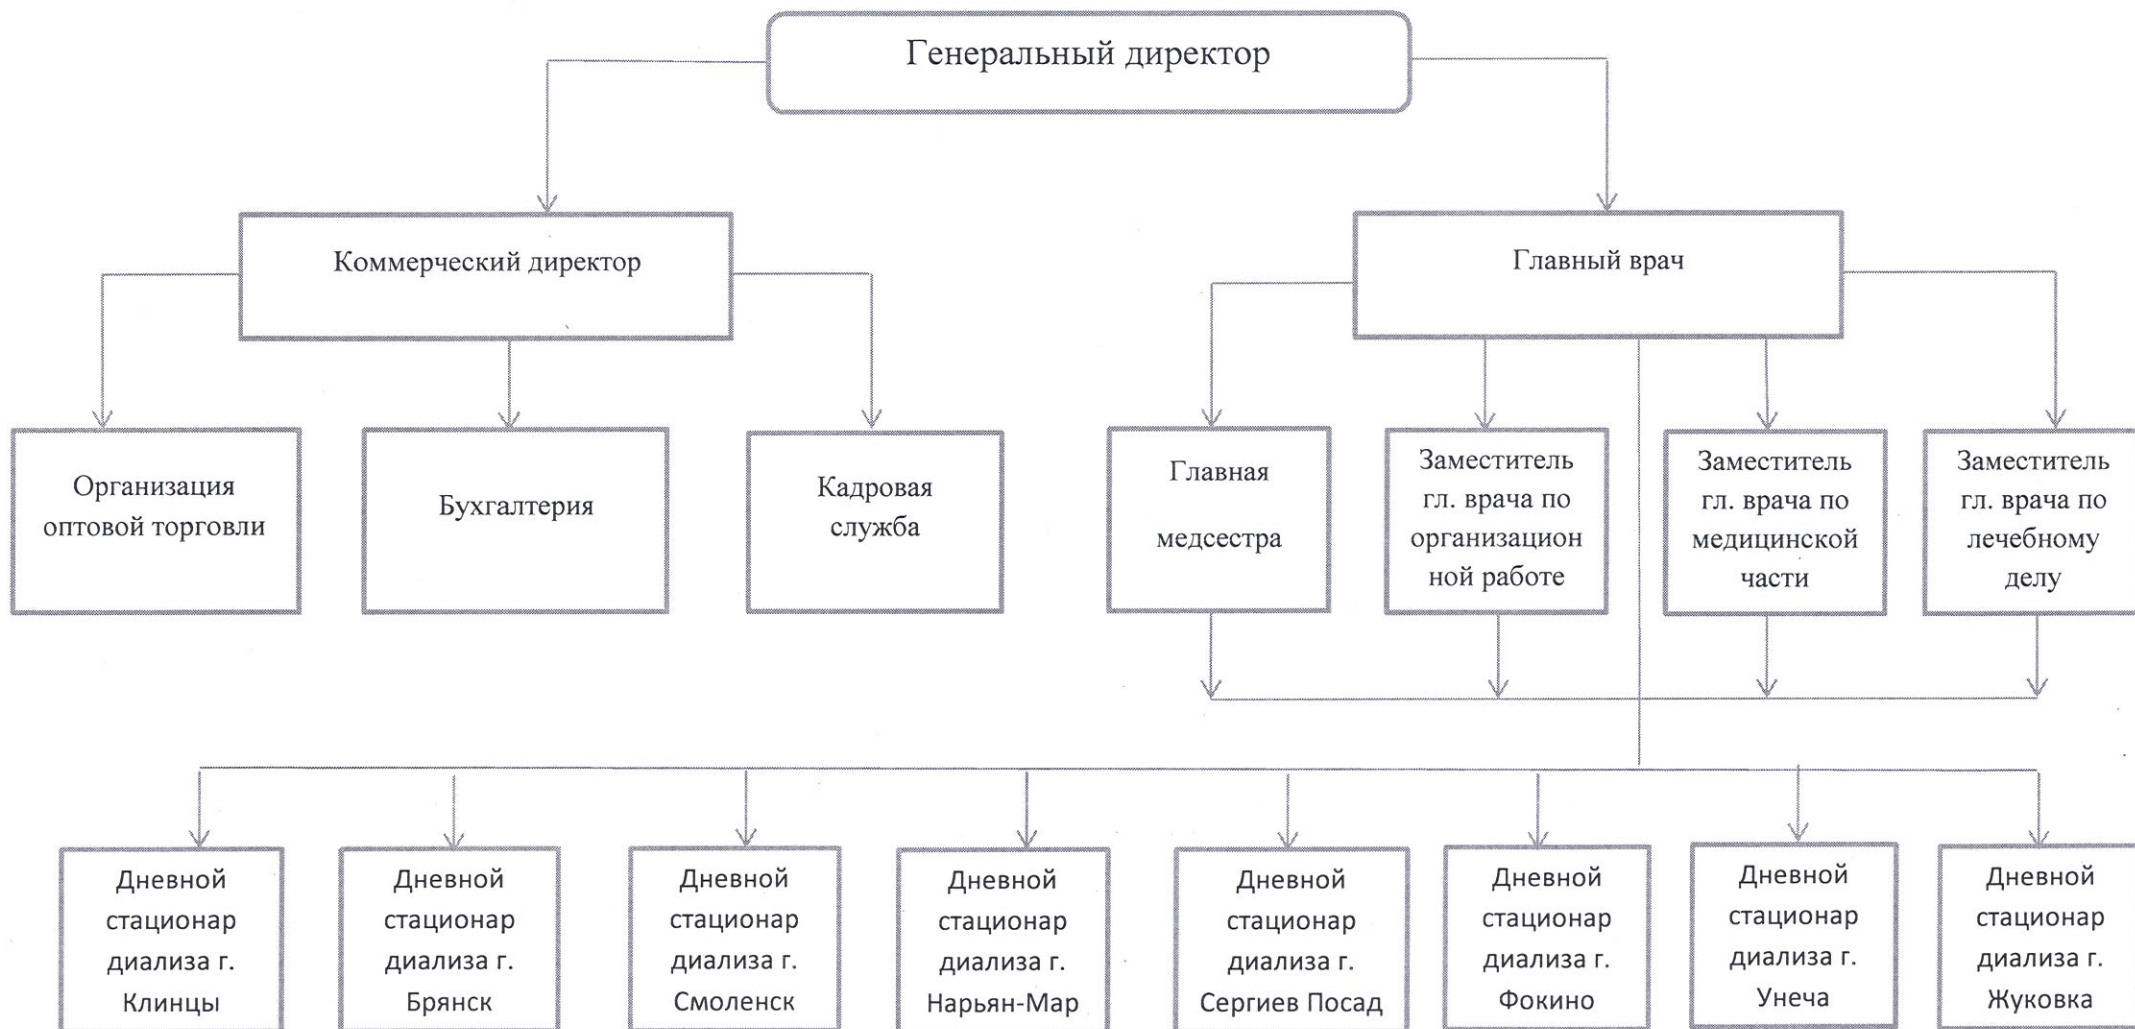 Генеральный директор
Коммерческий директор
Главный врач
Организация
оптовой торговли
Бухгалтерия
Кадровая
служба
Главная
медсестра
Заместитель
гл. врача по
организацион
ной работе
Заместитель
гл. врача по
медицинской
части
Заместитель
гл. врача по
лечебному
делу
Дневной
стационар
диализа г.
Клинцы
Дневной
стационар
диализа г.
Брянск
Дневной
стационар
диализа г.
Смоленск
Дневной
стационар
диализа г.
Нарьян-Мар
Дневной
стационар
диализа г.
Сергиев Посад
Дневной
стационар
диализа г.
Фокино
Дневной
стационар
диализа г.
Унеча
Дневной
стационар
диализа г.
Жуковка